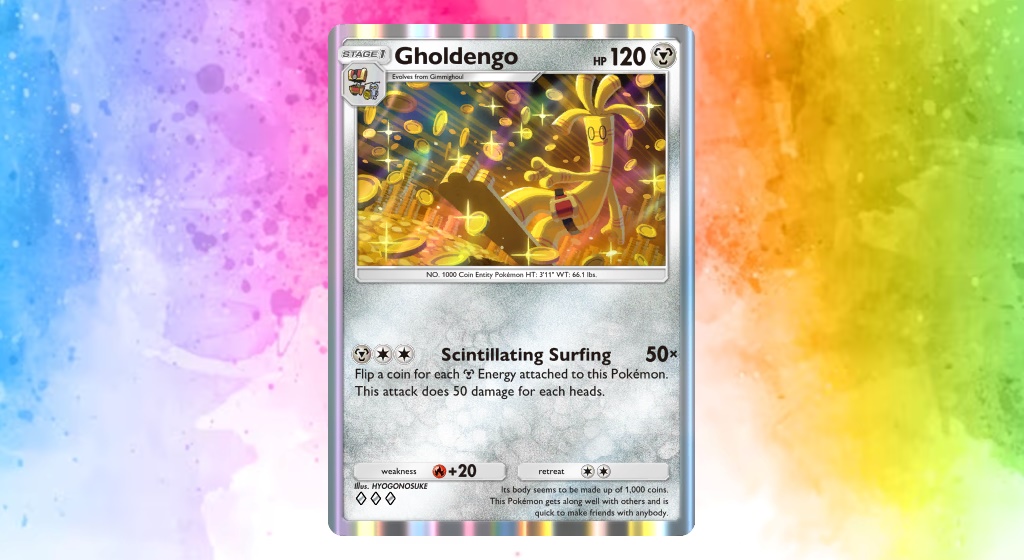 STAGE 1
Gholdengo
HP 120
Evolves from Gimmighoul
NO. 1000 Coin Entity Pokémon HT: 3'11" WT: 66.1 lbs.
Scintillating Surfing 50×
Flip a coin for each Energy attached to this Pokémon.
This attack does 50 damage for each heads.
weakness +20
retreat
Illus. HYOGONOSUKE
Its body seems to be made up of 1,000 coins.
This Pokémon gets along well with others and is
quick to make friends with anybody.